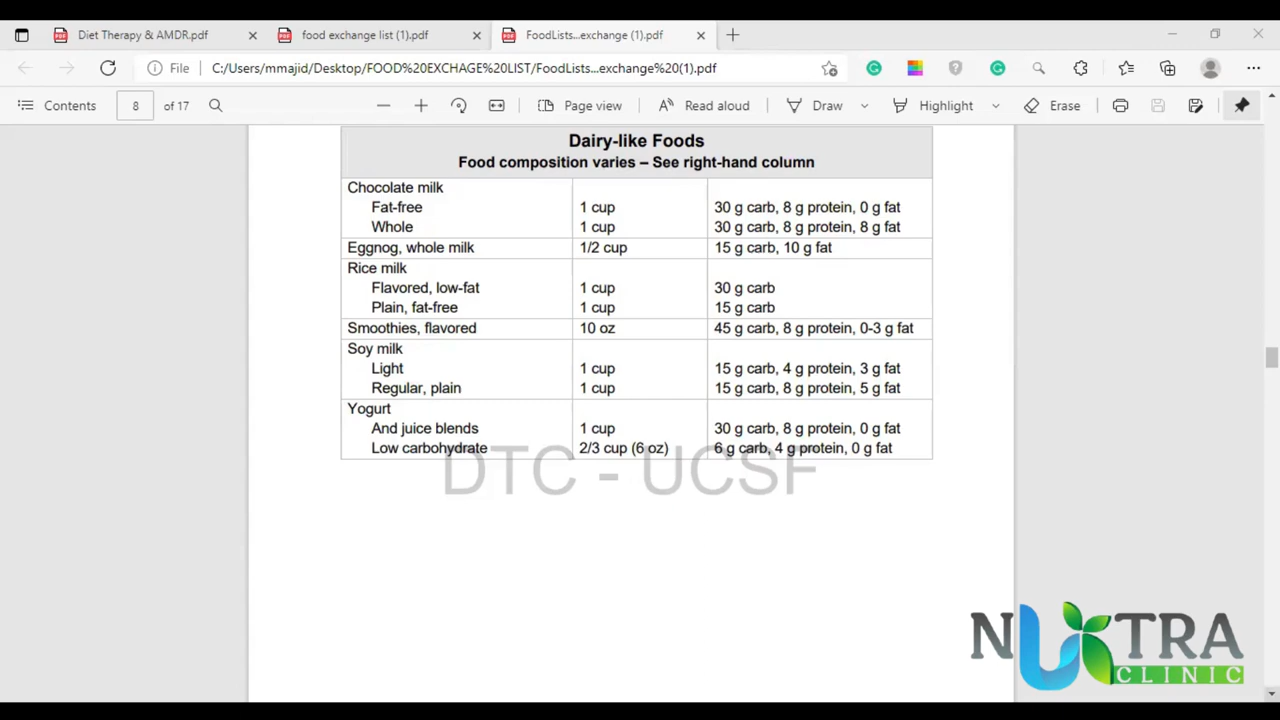 Diet Therapy & AMDR.pdf
food exchange list (1).pdf
FoodLists...exchange (1).pdf
File
C:/Users/mmajid/Desktop/FOOD%20EXCHAGE%20LIST/FoodLists...exchange%20(1).pdf
Contents 8 of 17 Page view Read aloud Draw Highlight Erase
Dairy-like Foods
Food composition varies – See right-hand column
Chocolate milk
Fat-free 1 cup 30 g carb, 8 g protein, 0 g fat
Whole 1 cup 30 g carb, 8 g protein, 8 g fat
Eggnog, whole milk 1/2 cup 15 g carb, 10 g fat
Rice milk
Flavored, low-fat 1 cup 30 g carb
Plain, fat-free 1 cup 15 g carb
Smoothies, flavored 10 oz 45 g carb, 8 g protein, 0-3 g fat
Soy milk
Light 1 cup 15 g carb, 4 g protein, 3 g fat
Regular, plain 1 cup 15 g carb, 8 g protein, 5 g fat
Yogurt
And juice blends 1 cup 30 g carb, 8 g protein, 0 g fat
Low carbohydrate 2/3 cup (6 oz) 6 g carb, 4 g protein, 0 g fat
DTC - UCSF
NUTRA
CLINIC